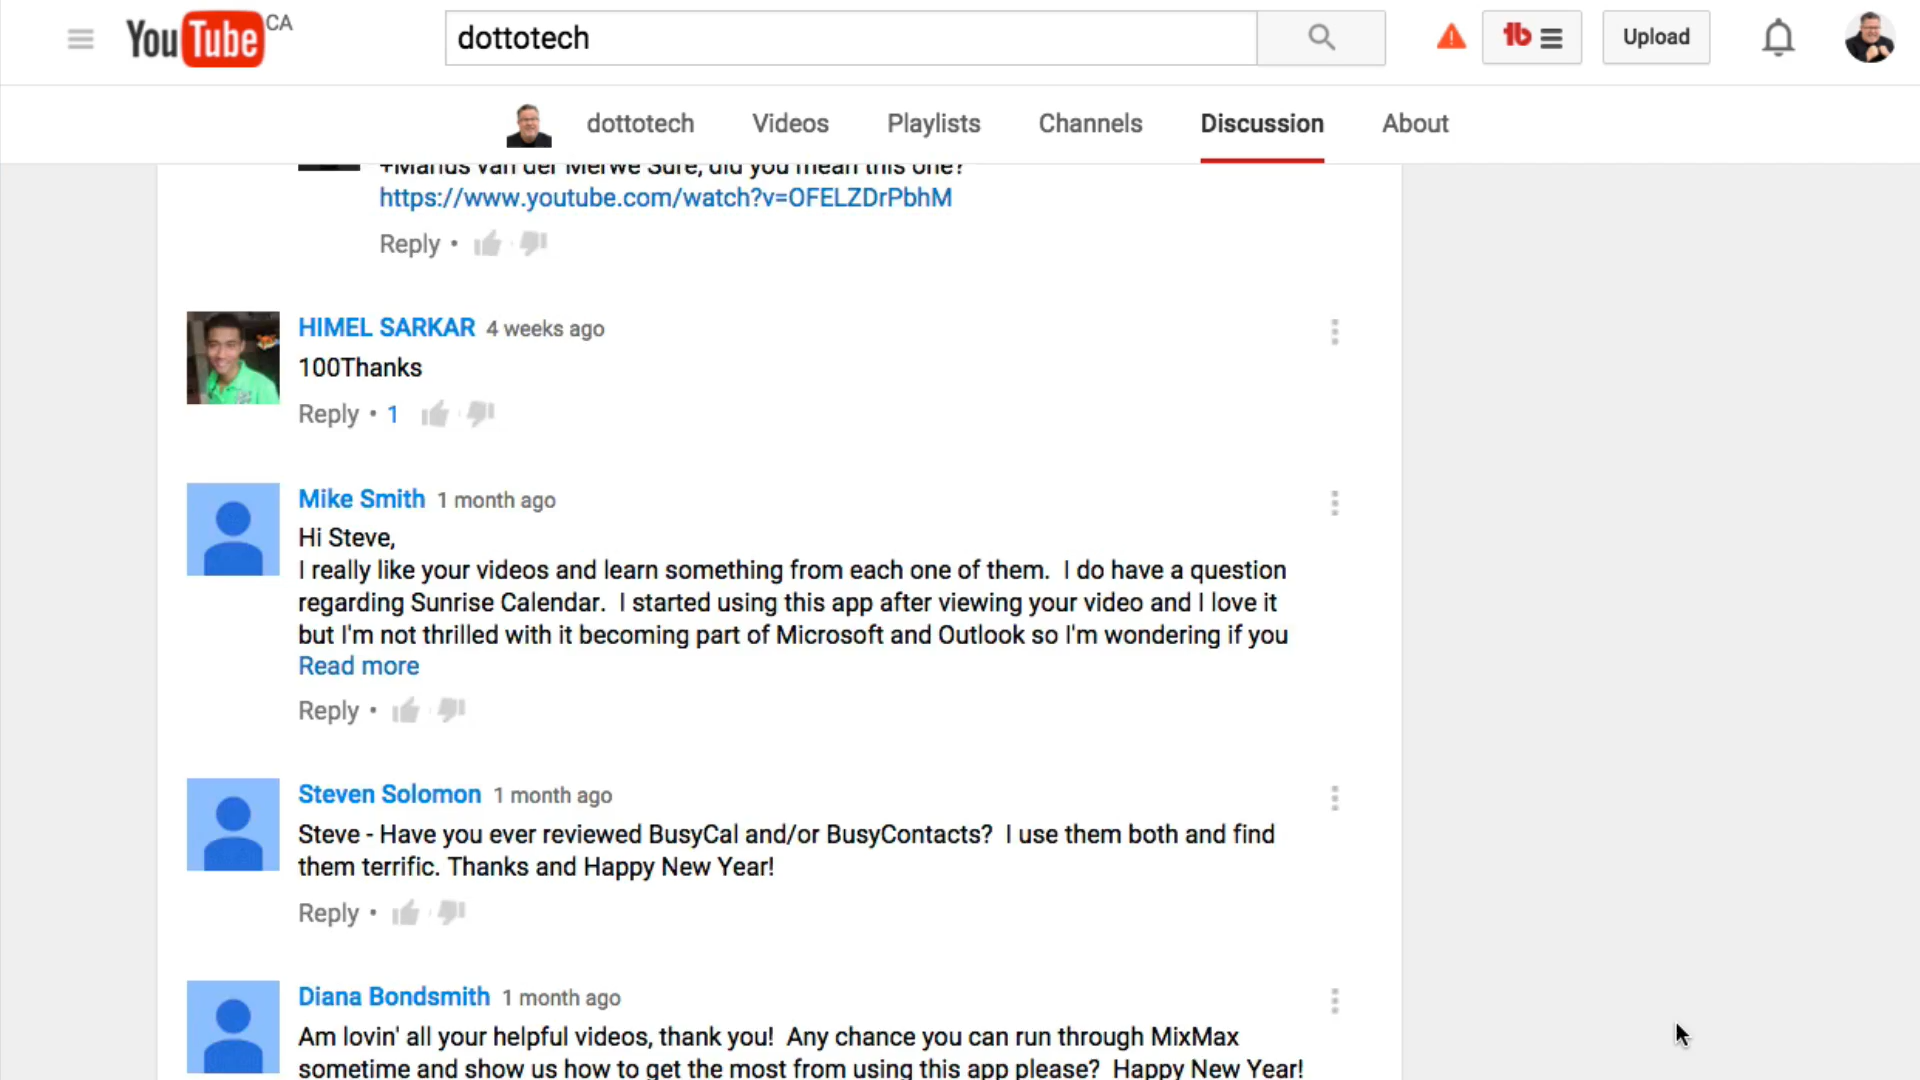 YouTube CA
dottotech
Upload
dottotech Videos Playlists Channels Discussion About
+Marius van der Merwe Sure, did you mean this one?
https://www.youtube.com/watch?v=OFELZDrPbhM
Reply •
HIMEL SARKAR 4 weeks ago
100Thanks
Reply • 1
Mike Smith 1 month ago
Hi Steve,
I really like your videos and learn something from each one of them.  I do have a question
regarding Sunrise Calendar.  I started using this app after viewing your video and I love it
but I'm not thrilled with it becoming part of Microsoft and Outlook so I'm wondering if you
Read more
Reply •
Steven Solomon 1 month ago
Steve - Have you ever reviewed BusyCal and/or BusyContacts?  I use them both and find
them terrific. Thanks and Happy New Year!
Reply •
Diana Bondsmith 1 month ago
Am lovin' all your helpful videos, thank you!  Any chance you can run through MixMax
sometime and show us how to get the most from using this app please?  Happy New Year!